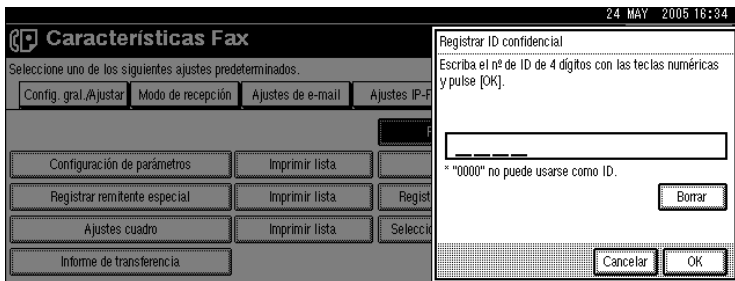 24 MAY 2005 16:34
Características Fax
Seleccione uno de los siguientes ajustes predeterminados.
Config. gral./Ajustar Modo de recepción Ajustes de e-mail Ajustes IP-F
Configuración de parámetros Imprimir lista
Registrar remitente especial Imprimir lista Regist
Ajustes cuadro Imprimir lista Selecció
Informe de transferencia
Registrar ID confidencial
Escriba el nº de ID de 4 dígitos con las teclas numéricas
y pulse [OK].
_ _ _ _
* "0000" no puede usarse como ID.
Borrar
Cancelar OK